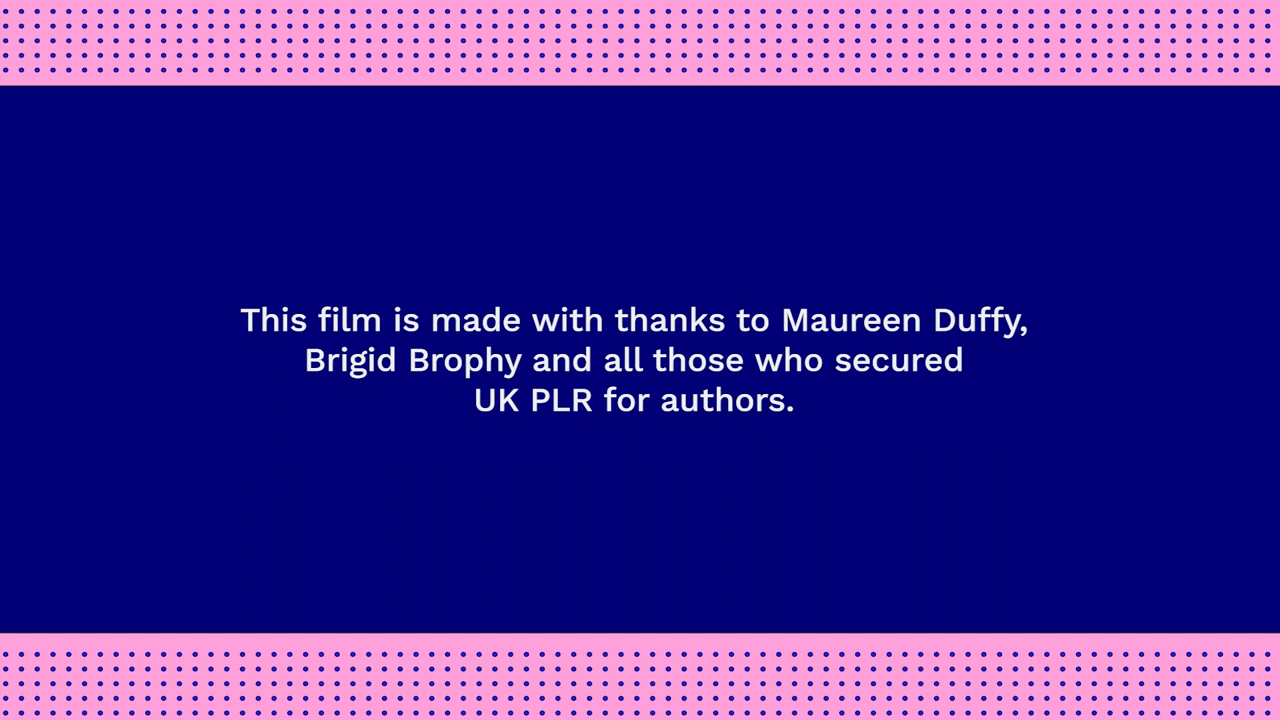 This film is made with thanks to Maureen Duffy,
Brigid Brophy and all those who secured
UK PLR for authors.